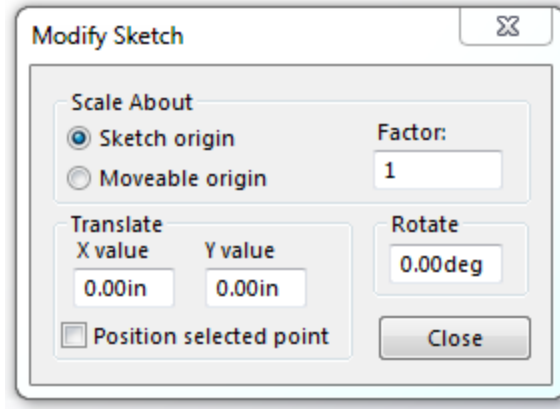 Modify Sketch
Scale About
Sketch origin
Factor:
Moveable origin
1
Translate
Rotate
X value Y value
0.00in 0.00in
0.00deg
Position selected point
Close